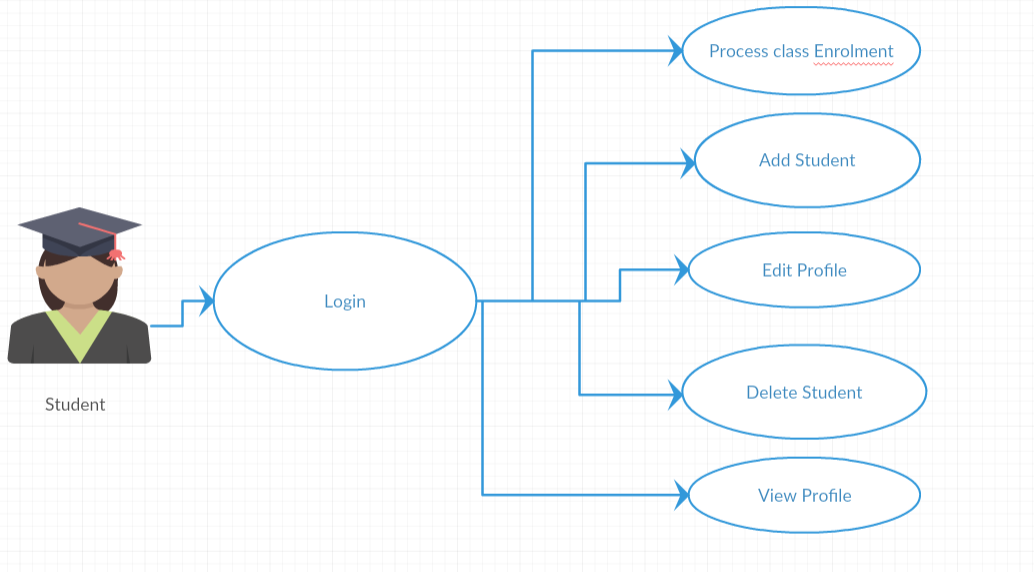 Process class Enrolment
Add Student
Edit Profile
Login
Delete Student
Student
View Profile